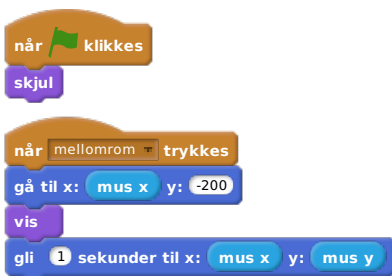 når klikkes
skjul
når mellomrom trykkes
gå til x: mus x y: -200
vis
gli 1 sekunder til x: mus x y: mus y